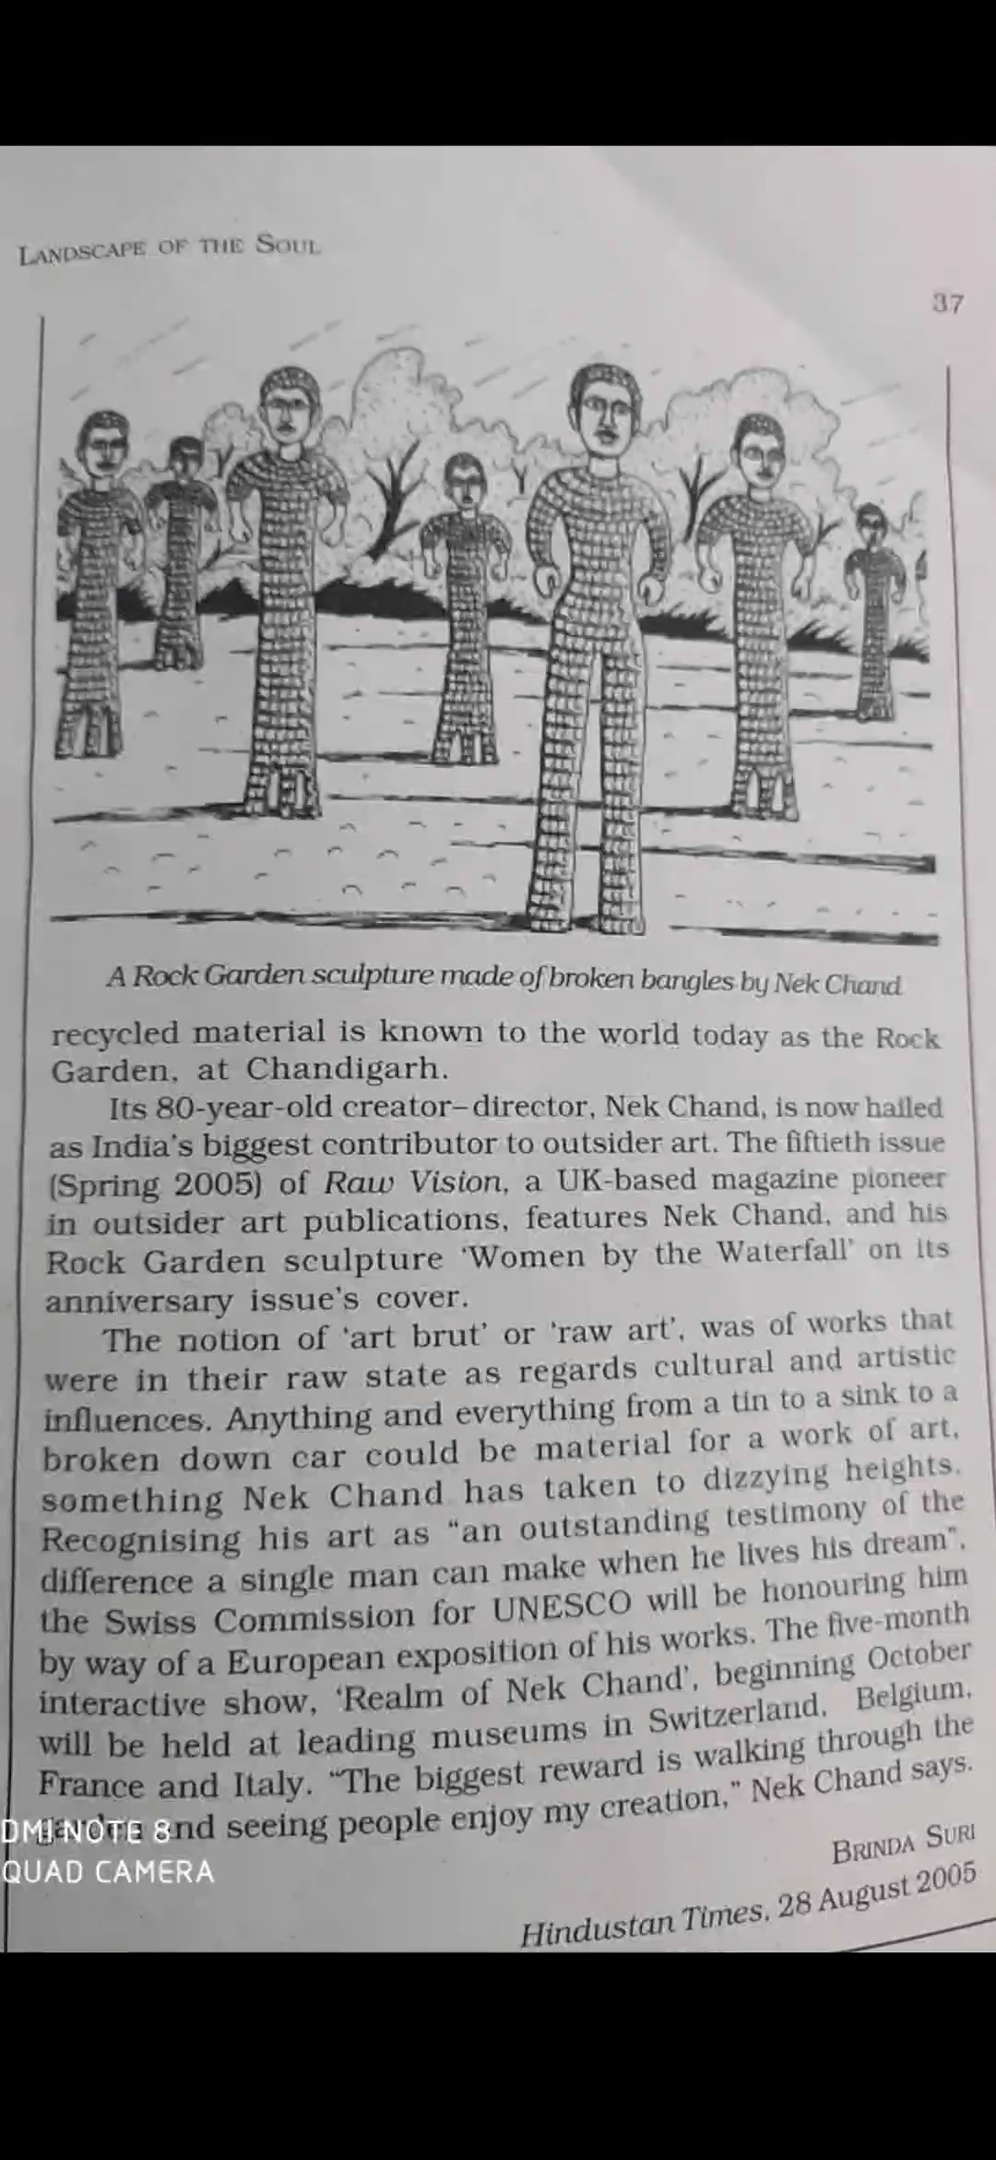 LANDSCAPE OF THE SOUL
37
A Rock Garden sculpture made of broken bangles by Nek Chand
recycled material is known to the world today as the Rock
Garden, at Chandigarh.
Its 80-year-old creator–director, Nek Chand, is now hailed
as India's biggest contributor to outsider art. The fiftieth issue
(Spring 2005) of Raw Vision, a UK-based magazine pioneer
in outsider art publications, features Nek Chand, and his
Rock Garden sculpture 'Women by the Waterfall' on its
anniversary issue's cover.
The notion of 'art brut' or 'raw art', was of works that
were in their raw state as regards cultural and artistic
influences. Anything and everything from a tin to a sink to a
broken down car could be material for a work of art,
something Nek Chand has taken to dizzying heights.
Recognising his art as “an outstanding testimony of the
difference a single man can make when he lives his dream”,
the Swiss Commission for UNESCO will be honouring him
by way of a European exposition of his works. The five-month
interactive show, 'Realm of Nek Chand', beginning October
will be held at leading museums in Switzerland, Belgium,
France and Italy. “The biggest reward is walking through the
garden and seeing people enjoy my creation,” Nek Chand says.
DMI NOTE 8
QUAD CAMERA
BRINDA SURI
Hindustan Times, 28 August 2005